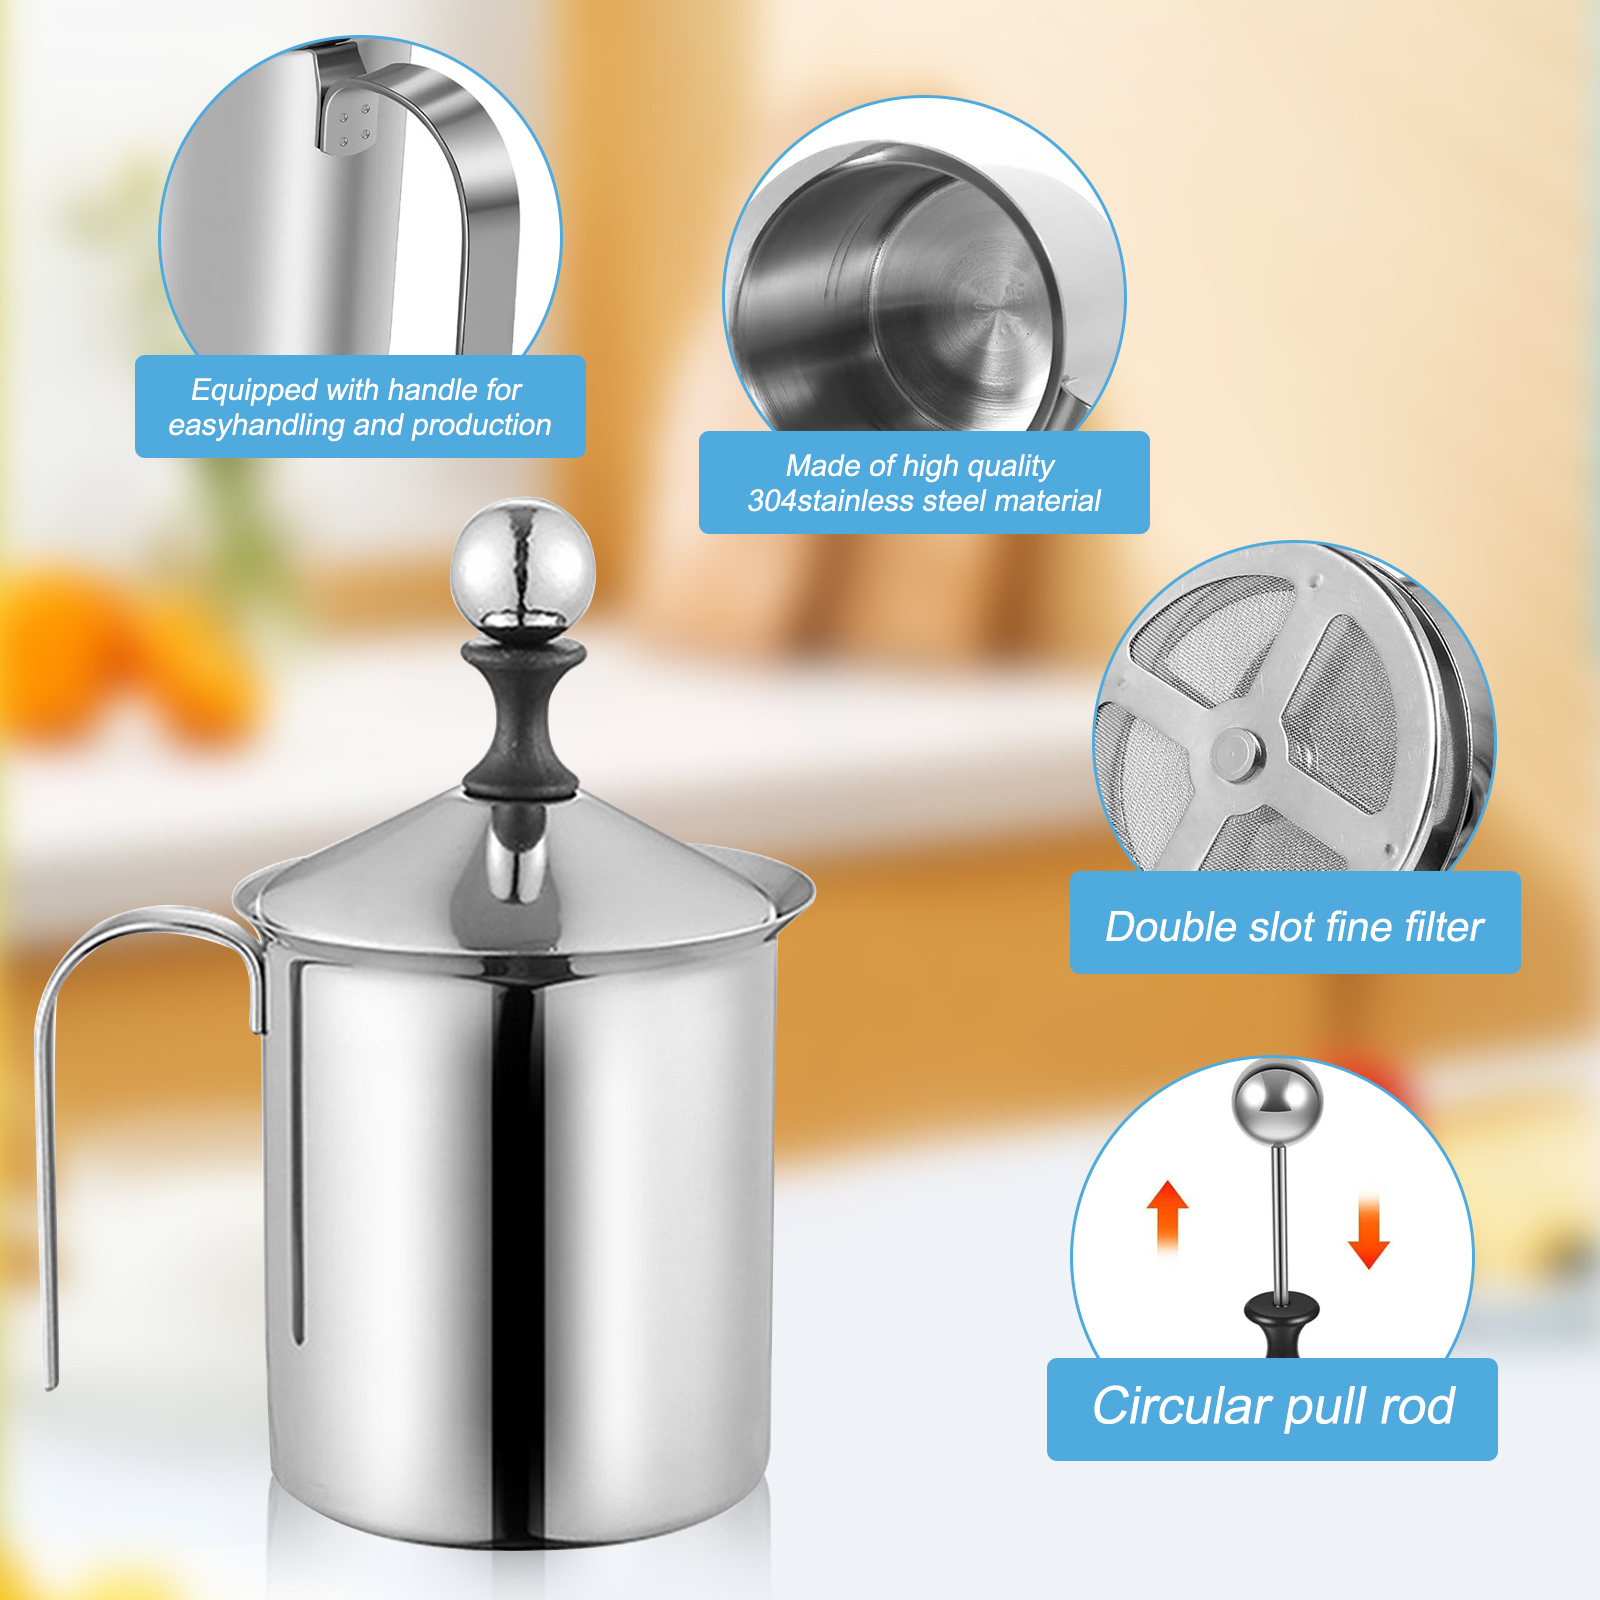 Equipped with handle for
easyhandling and production
Made of high quality
304stainless steel material
Double slot fine filter
Circular pull rod